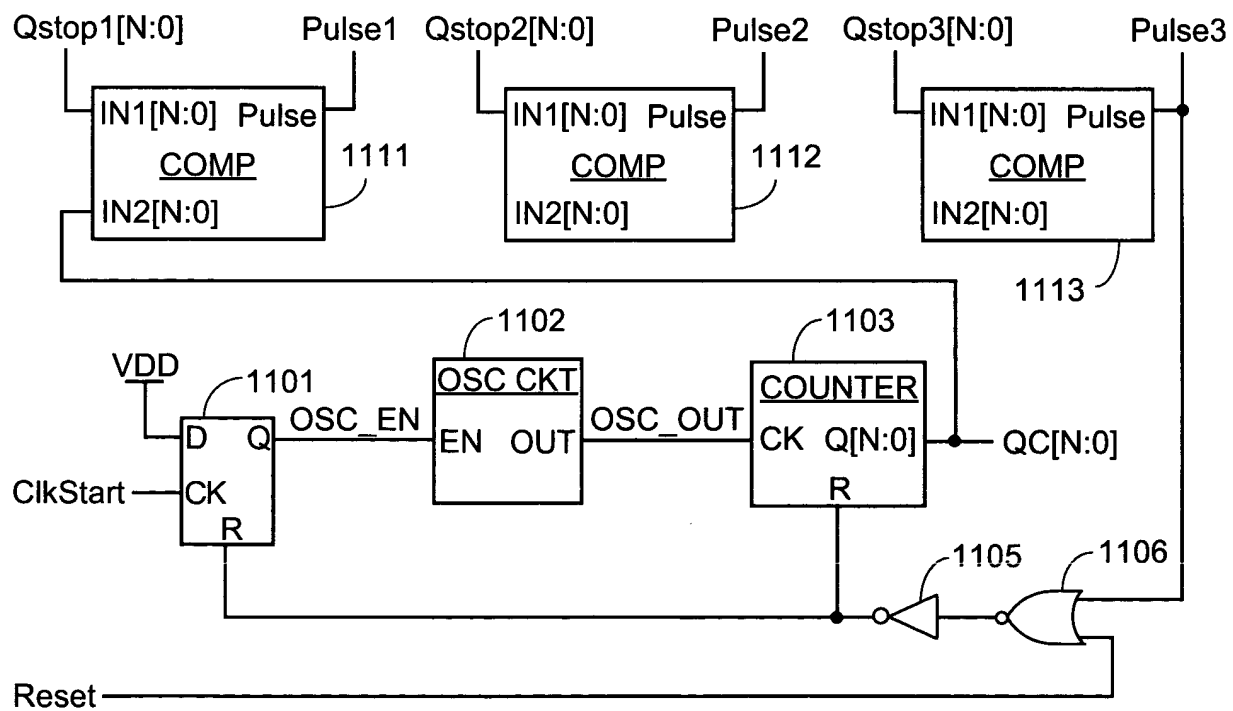 Qstop1[N:0] Pulse1 Qstop2[N:0] Pulse2 Qstop3[N:0] Pulse3
IN1[N:0] Pulse IN1[N:0] Pulse IN1[N:0] Pulse
COMP 1111 COMP 1112 COMP
IN2[N:0] IN2[N:0] IN2[N:0]
1113
1102 1103
VDD 1101 OSC CKT COUNTER
D Q OSC_EN EN OUT OSC_OUT CK Q[N:0] QC[N:0]
ClkStart CK R
R 1105 1106
Reset